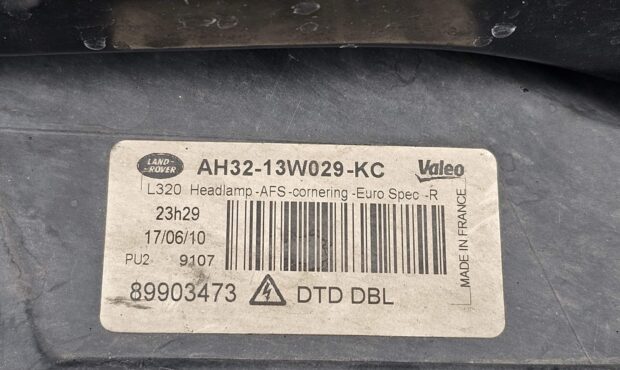 LAND-
ROVER
AH32-13W029-KC
Valeo
L320 Headlamp -AFS -cornering -Euro Spec -R
23h29
17/06/10
PU2 9107
89903473 DTD DBL
MADE IN FRANCE